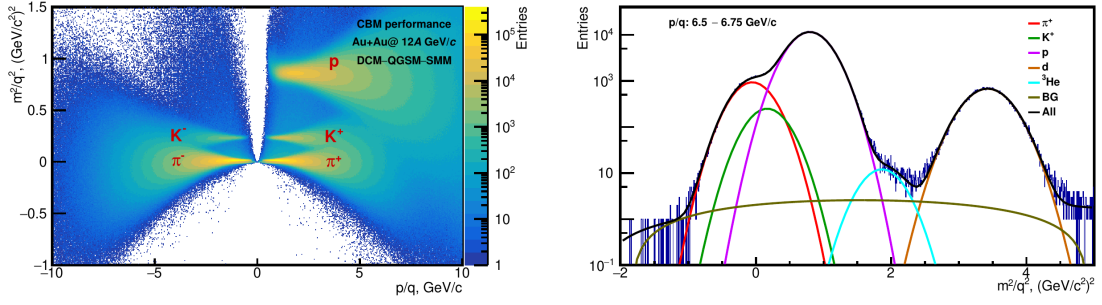 CBM performance
Au+Au@ 12A GeV/c
DCM−QGSM−SMM
p
K⁻
K⁺
π⁻
π⁺
m²/q², (GeV/c²)²
1.5
1
0.5
0
−0.5
−1
−10
−5
0
5
10
p/q, GeV/c
Entries
10⁵
10⁴
10³
10²
10
1
Entries
10⁴
10³
10
10⁻¹
p/q: 6.5 − 6.75 GeV/c
π⁺
K⁺
p
d
³He
BG
All
−2
0
2
4
m²/q², (GeV/c²)²